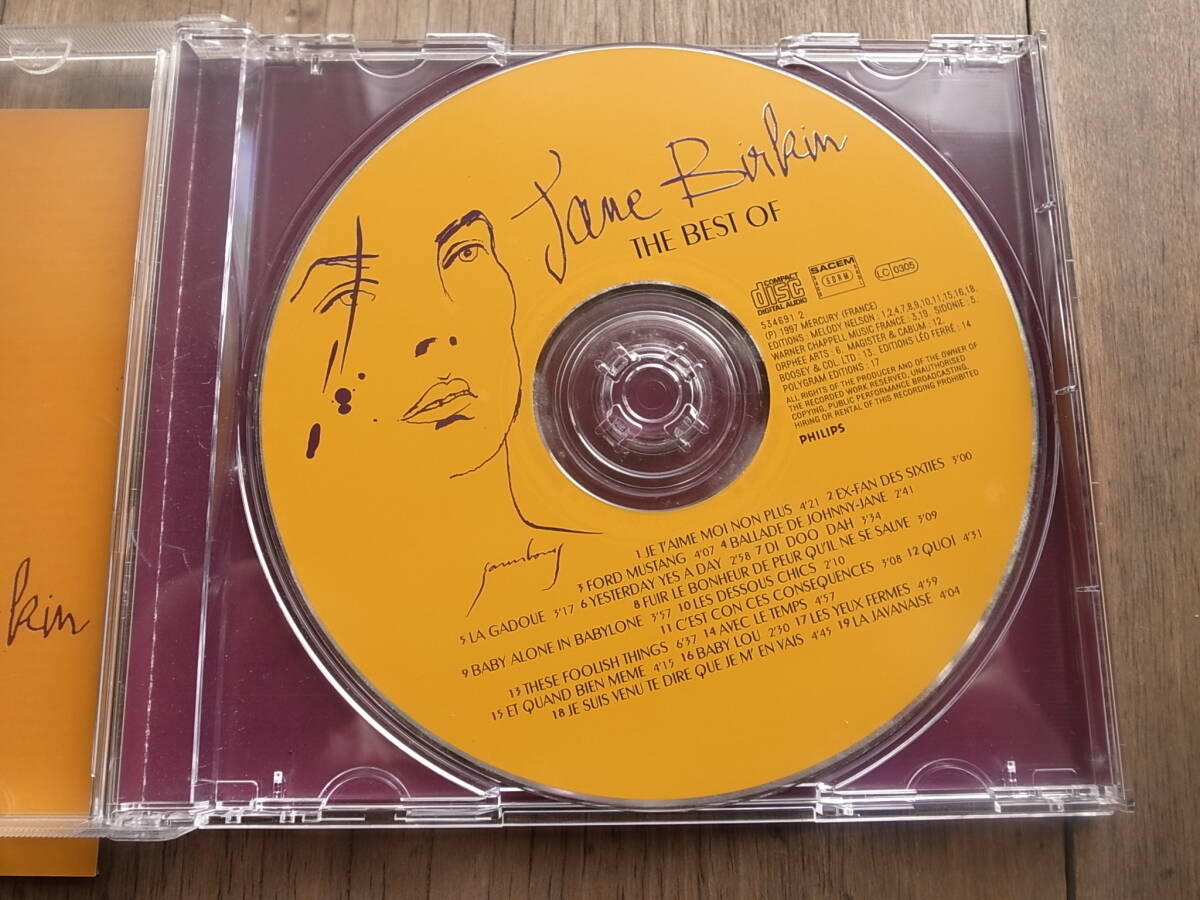 Jane Birkin
THE BEST OF
COMPACT
disc
DIGITAL AUDIO
SACEM
SDRM
LC 0305
534691 2
(P) 1997 MERCURY (FRANCE)
EDITIONS : MELODY NELSON : 1,2,4,7,8,9,10,11,15,16,18.
WARNER CHAPPELL MUSIC FRANCE : 3,19. SIDONIE : 5.
ORPHEE ARTS : 6. MAGISTER & CABUM : 12.
BOOSEY & CO. LTD : 13. EDITIONS LÉO FERRÉ : 14
POLYGRAM EDITIONS : 17
ALL RIGHTS OF THE PRODUCER AND OF THE OWNER OF
THE RECORDED WORK RESERVED. UNAUTHORISED
COPYING, PUBLIC PERFORMANCE BROADCASTING,
HIRING OR RENTAL OF THIS RECORDING PROHIBITED
PHILIPS
1 JE T'AIME MOI NON PLUS 4'21 2 EX-FAN DES SIXTIES 3'00
3 FORD MUSTANG 4'07 4 BALLADE DE JOHNNY-JANE 2'41
5 LA GADOUE 3'17 6 YESTERDAY YES A DAY 2'58 7 DI DOO DAH 3'34
8 FUIR LE BONHEUR DE PEUR QU'IL NE SE SAUVE 3'09
9 BABY ALONE IN BABYLONE 3'57 10 LES DESSOUS CHICS 2'10
11 C'EST CON CES CONSEQUENCES 3'08 12 QUOI 4'31
13 THESE FOOLISH THINGS 6'37 14 AVEC LE TEMPS 4'57
15 ET QUAND BIEN MEME 4'15 16 BABY LOU 2'30 17 LES YEUX FERMES 4'59
18 JE SUIS VENU TE DIRE QUE JE M' EN VAIS 4'45 19 LA JAVANAISE 4'04
kin